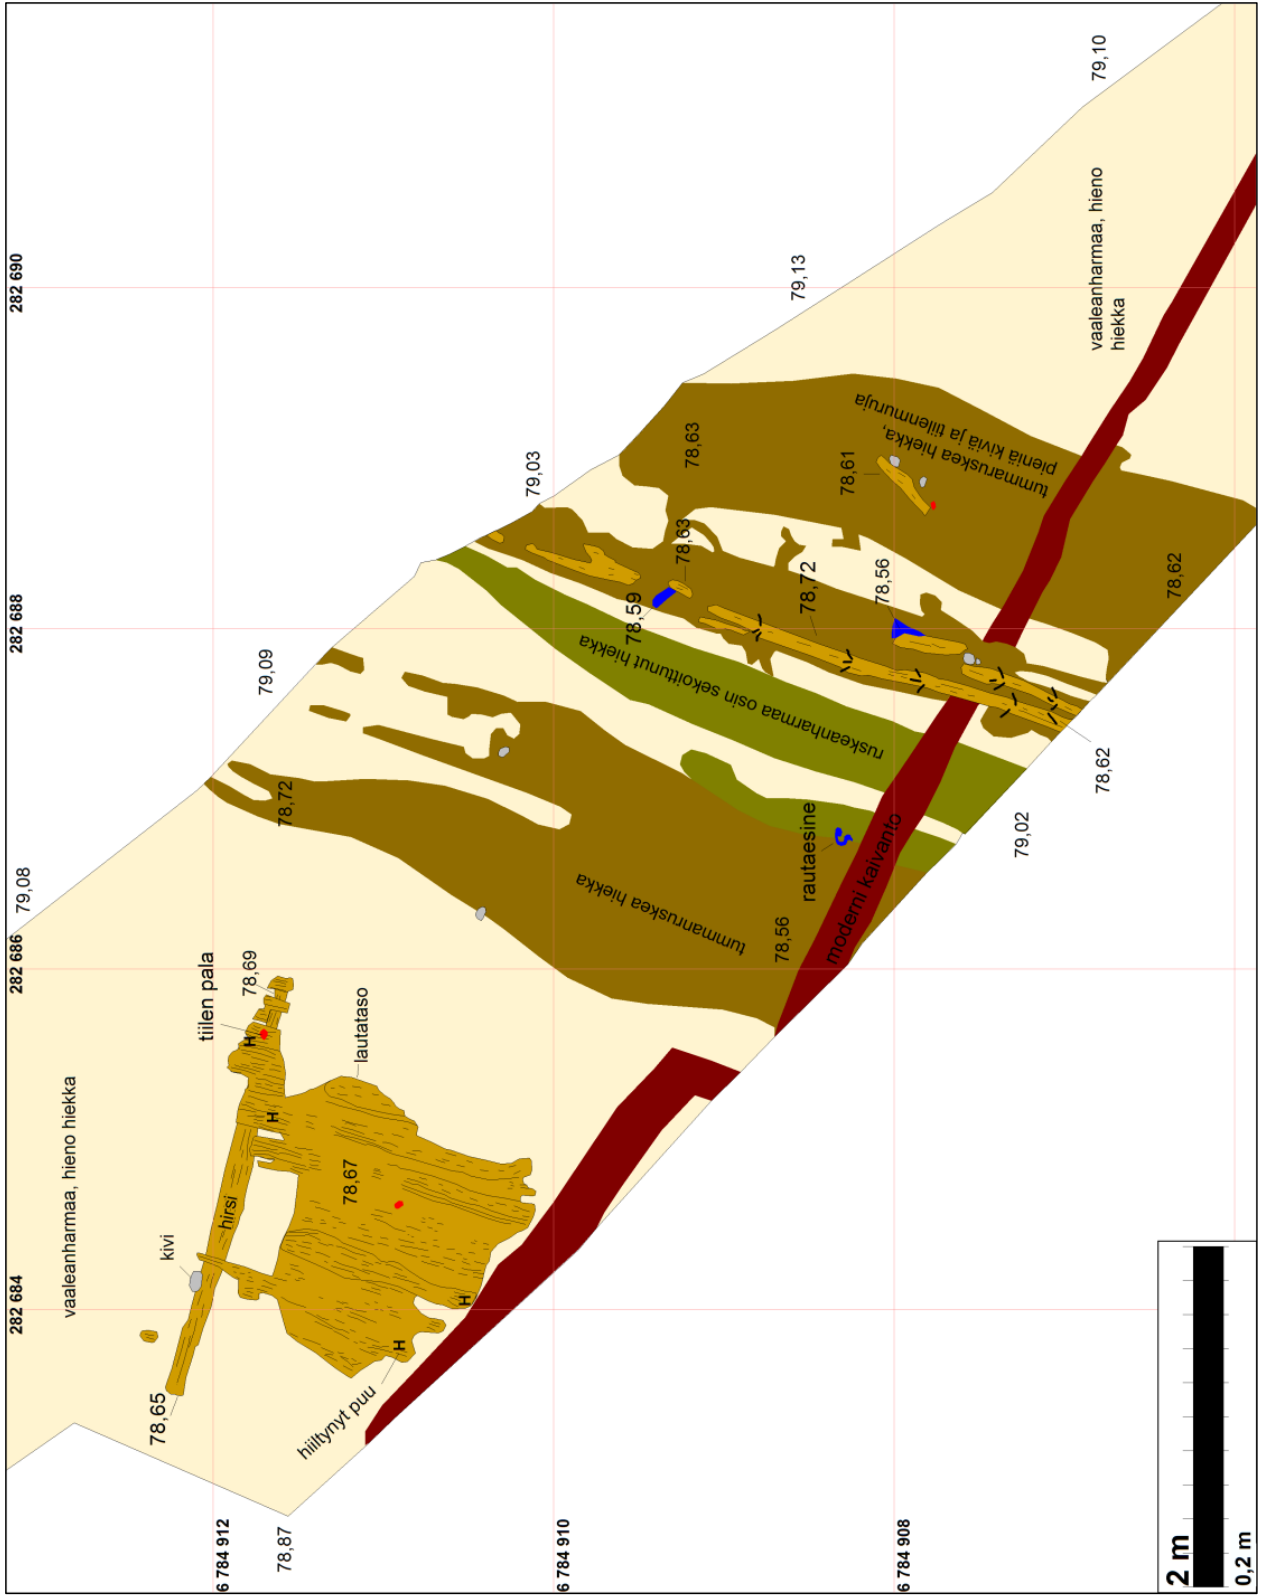 282 684
282 686
282 688
282 690
6 784 912
6 784 910
6 784 908
79,08
79,09
79,03
79,13
79,10
vaaleanharmaa, hieno hiekka
kivi
tiilen pala
78,69
H
hirsi
H
lautataso
78,67
78,65
H
H
hiiltynyt puu
78,87
78,72
tummanruskea hiekka
78,56
rautaesine
moderni kaivanto
ruskeanharmaa osin sekoittunut hiekka
78,59
78,63
78,72
78,56
78,63
78,61
tummaruskea hiekka,
pieniä kiviä ja tiilenmuruja
vaaleanharmaa, hieno
hiekka
78,62
78,62
79,02
2 m
0,2 m